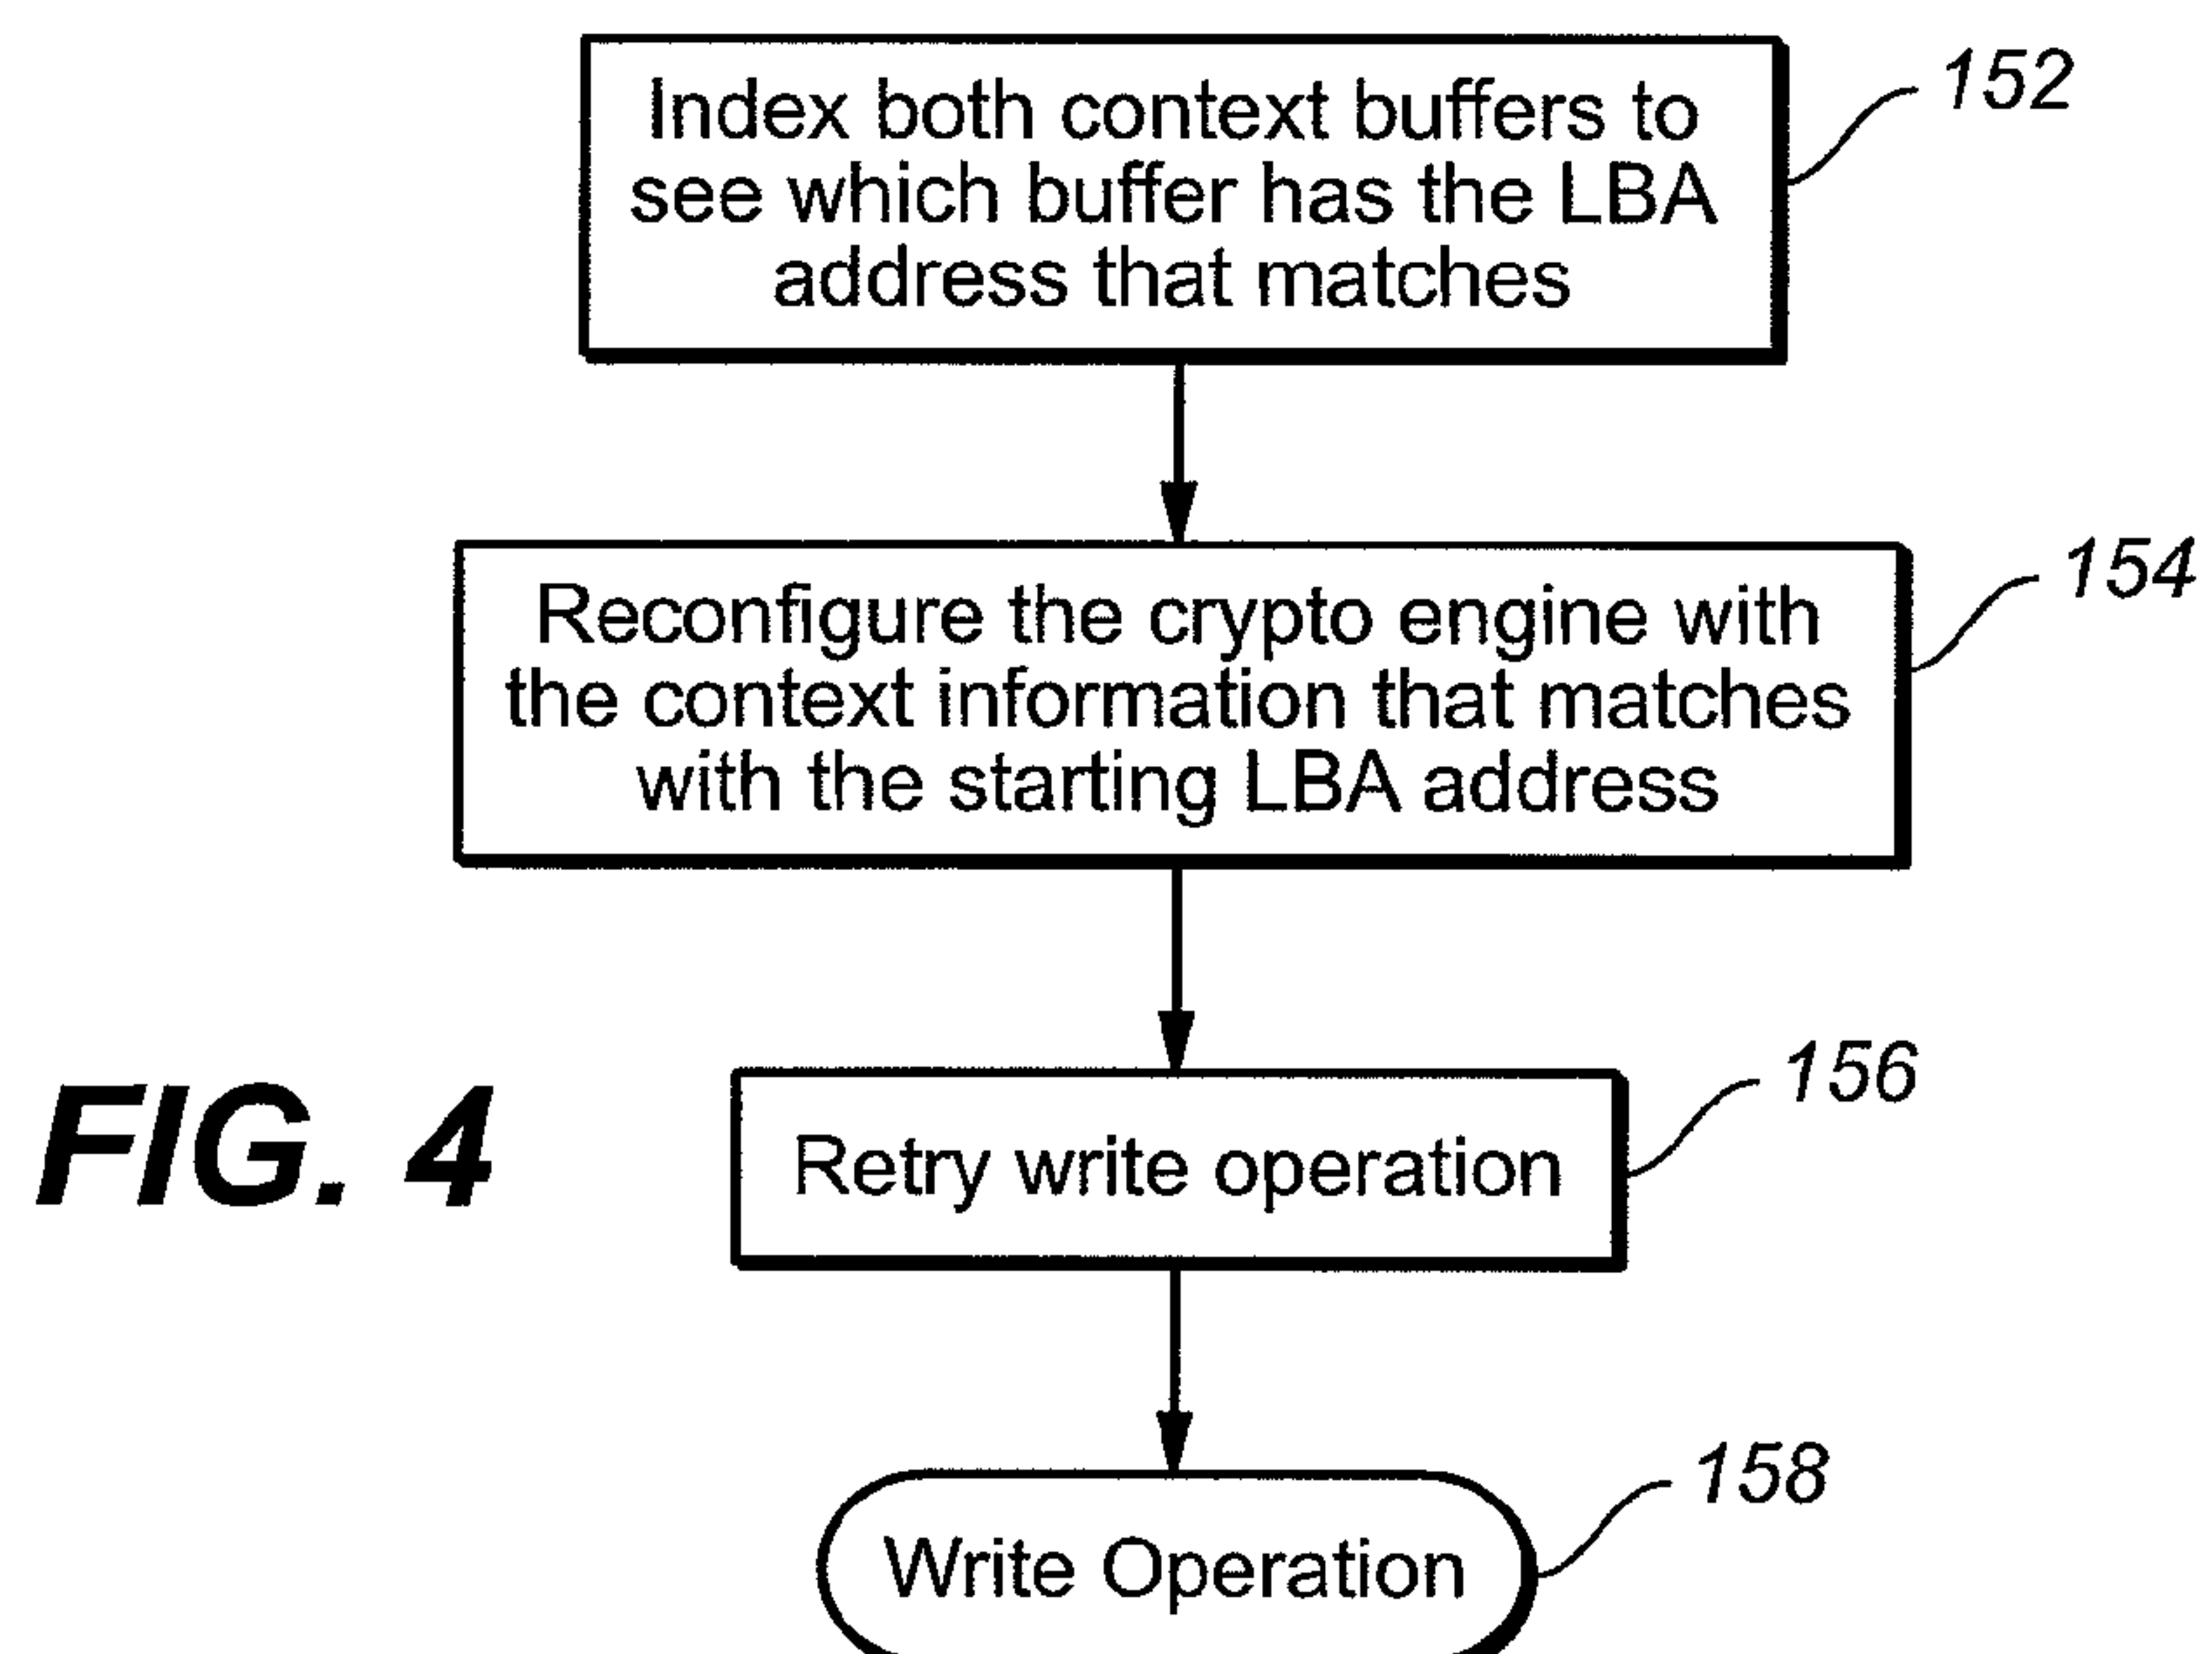 Index both context buffers to
see which buffer has the LBA
address that matches
152
Reconfigure the crypto engine with
the context information that matches
with the starting LBA address
154
Retry write operation
156
FIG. 4
Write Operation
158